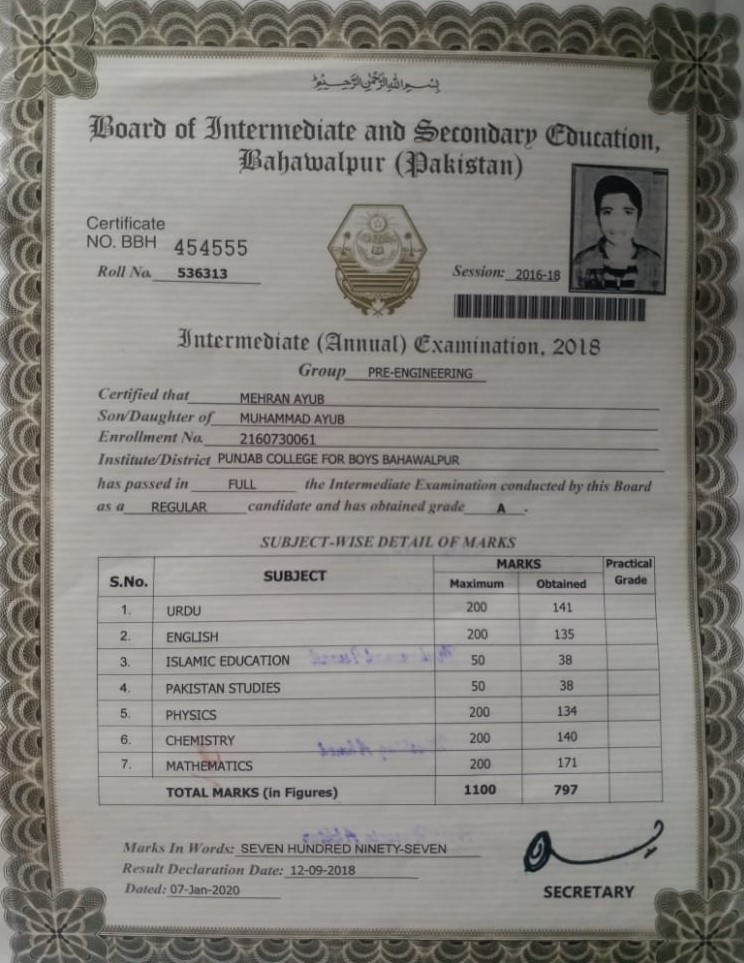 بسم اللہ الرحمن الرحیم
Board of Intermediate and Secondary Education,
Bahawalpur (Pakistan)
Certificate
NO. BBH 454555
Roll No. 536313
Session: 2016-18
Intermediate (Annual) Examination, 2018
Group PRE-ENGINEERING
Certified that MEHRAN AYUB
Son/Daughter of MUHAMMAD AYUB
Enrollment No. 2160730061
Institute/District PUNJAB COLLEGE FOR BOYS BAHAWALPUR
has passed in FULL the Intermediate Examination conducted by this Board
as a REGULAR candidate and has obtained grade A .
SUBJECT-WISE DETAIL OF MARKS
S.No. SUBJECT MARKS Practical Grade
Maximum Obtained
1. URDU 200 141
2. ENGLISH 200 135
3. ISLAMIC EDUCATION 50 38
4. PAKISTAN STUDIES 50 38
5. PHYSICS 200 134
6. CHEMISTRY 200 140
7. MATHEMATICS 200 171
TOTAL MARKS (in Figures) 1100 797
Marks In Words: SEVEN HUNDRED NINETY-SEVEN
Result Declaration Date: 12-09-2018
Dated: 07-Jan-2020
SECRETARY